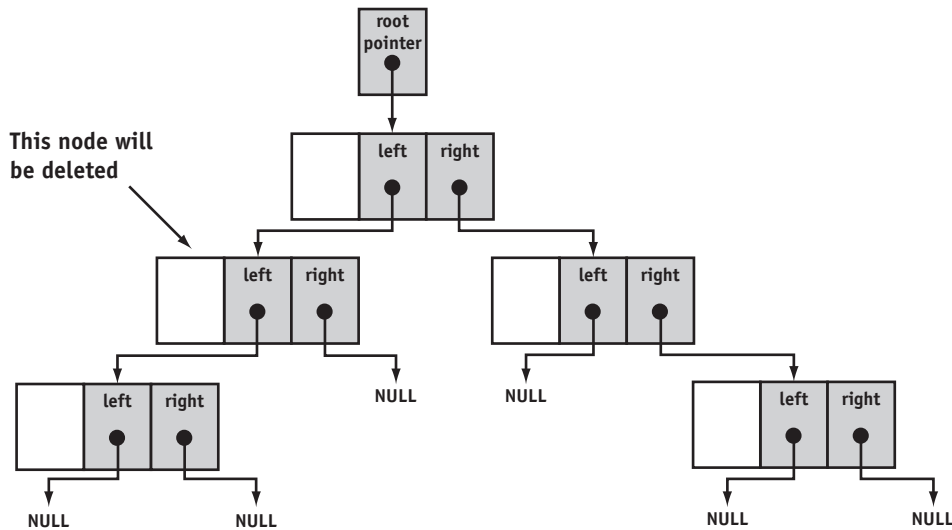 root
pointer
This node will
be deleted
left right
left right
left right
NULL
NULL
left right
left right
NULL
NULL
NULL
NULL